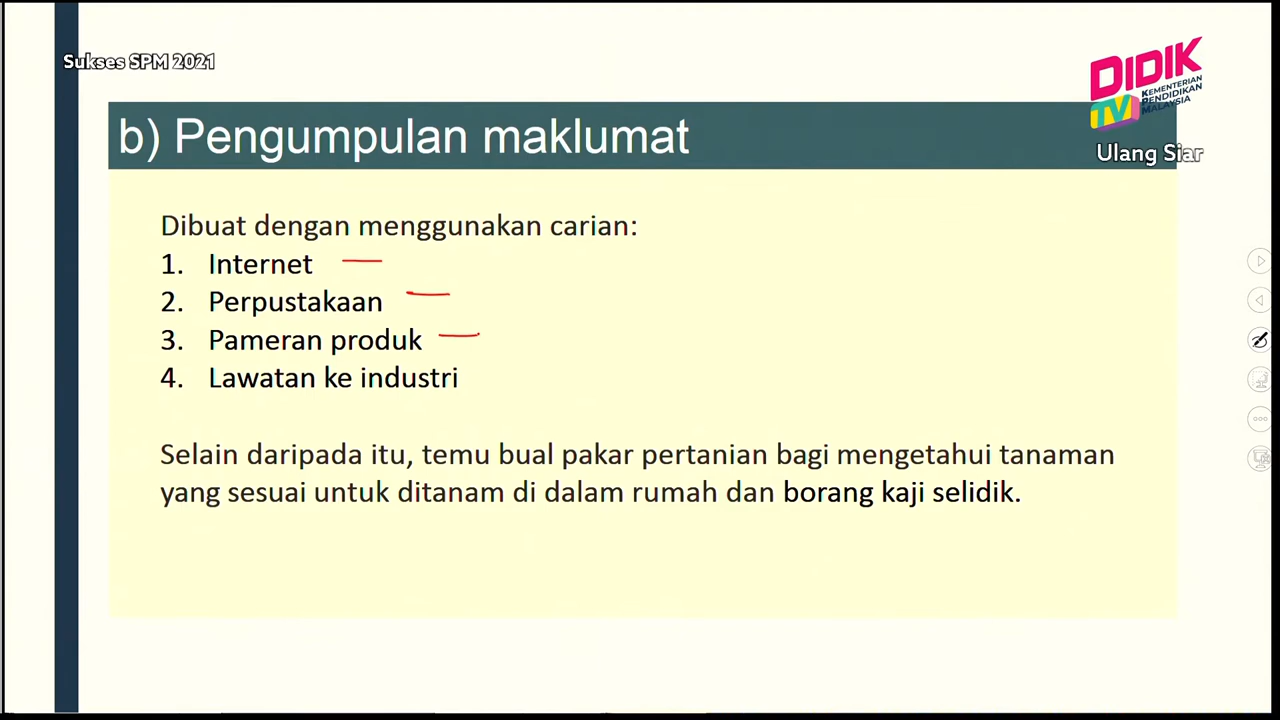 Sukses SPM 2021
DIDIK
TV
KEMENTERIAN
PENDIDIKAN
MALAYSIA
Ulang Siar
b) Pengumpulan maklumat
Dibuat dengan menggunakan carian:
1. Internet
2. Perpustakaan
3. Pameran produk
4. Lawatan ke industri
Selain daripada itu, temu bual pakar pertanian bagi mengetahui tanaman
yang sesuai untuk ditanam di dalam rumah dan borang kaji selidik.